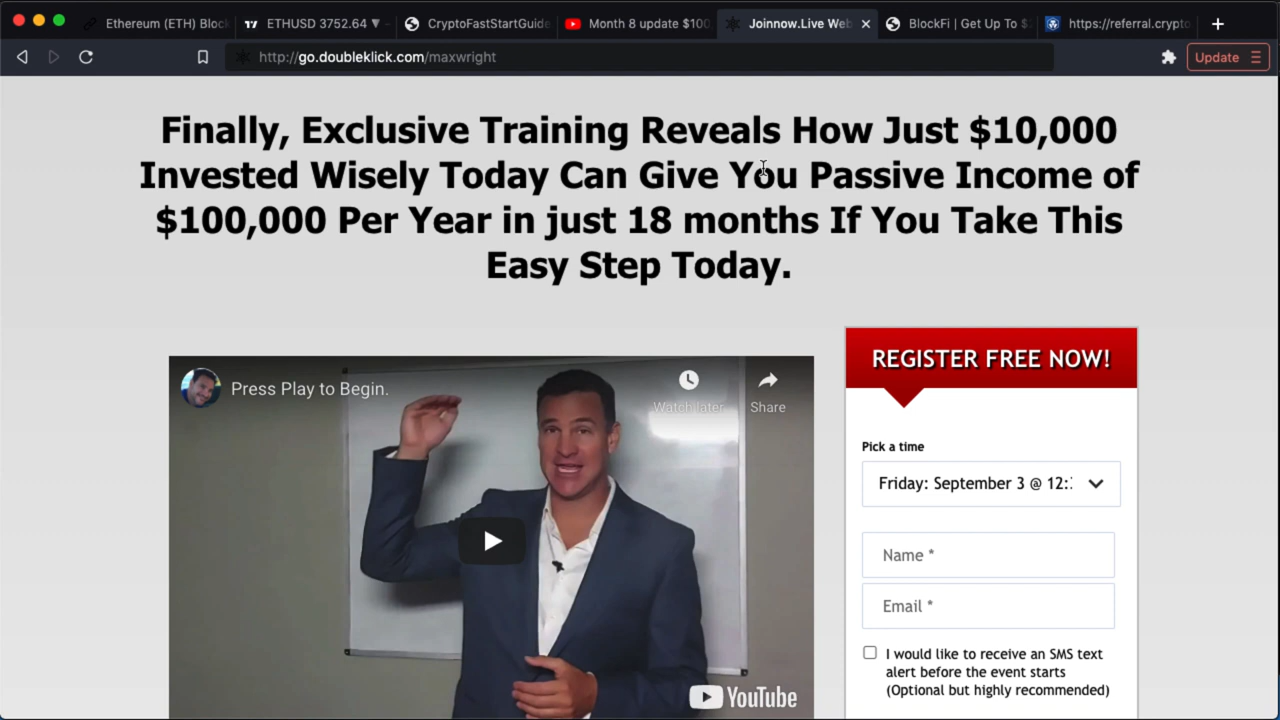 Ethereum (ETH) Block
ETHUSD 3752.64 ▼
CryptoFastStartGuide
Month 8 update $100
Joinnow.Live Web
BlockFi | Get Up To $
https://referral.crypto
http://go.doubleklick.com/maxwright
Update
Finally, Exclusive Training Reveals How Just $10,000
Invested Wisely Today Can Give You Passive Income of
$100,000 Per Year in just 18 months If You Take This
Easy Step Today.
Press Play to Begin.
Watch later
Share
YouTube
REGISTER FREE NOW!
Pick a time
Friday: September 3 @ 12:
Name *
Email *
I would like to receive an SMS text
alert before the event starts
(Optional but highly recommended)